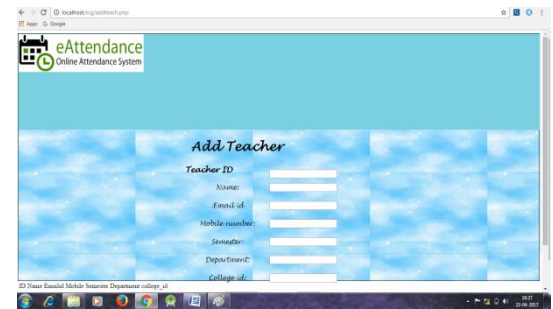 localhost/log/addteach.php
Apps G Google
eAttendance
Online Attendance System
Add Teacher
Teacher ID
Name:
Email id
Mobile number:
Semester:
Department:
College id:
ID Name EmailId Mobile Semester Department college_id
18:27
22-04-2017